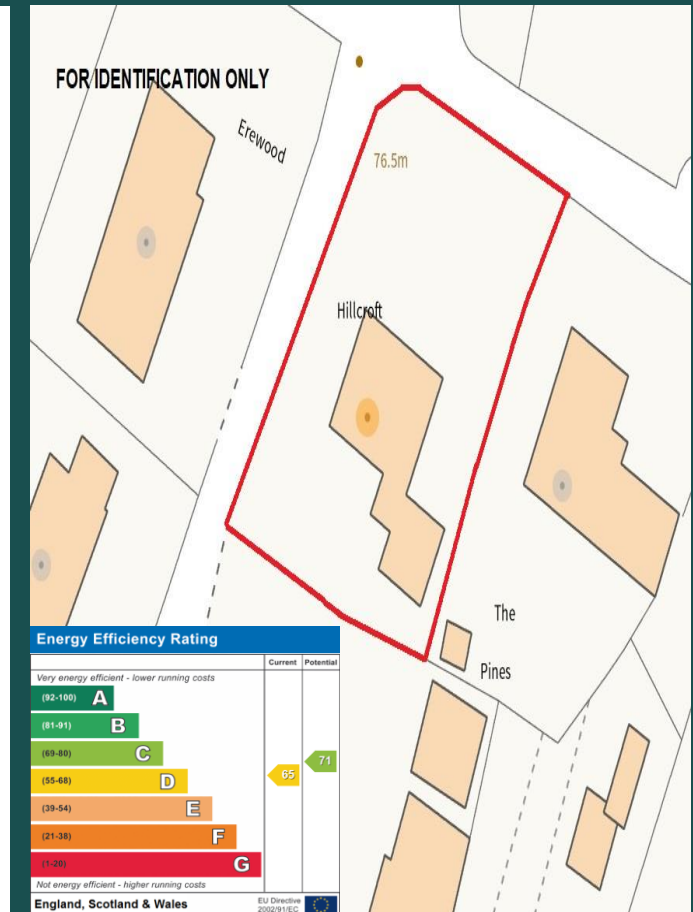 FOR IDENTIFICATION ONLY
Erewood
76.5m
Hillcroft
The
Pines
Energy Efficiency Rating
Current Potential
Very energy efficient - lower running costs
(92-100) A
(81-91) B
(69-80) C
(55-68) D
(39-54) E
(21-38) F
(1-20) G
65
71
Not energy efficient - higher running costs
England, Scotland & Wales
EU Directive
2002/91/EC